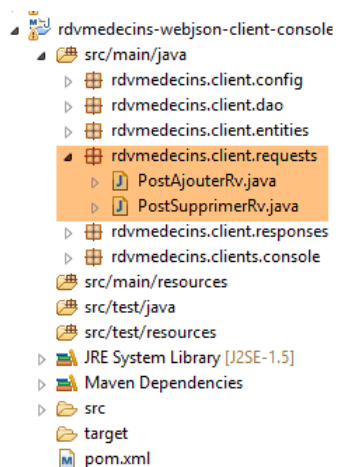 rdvmedecins-webjson-client-console
src/main/java
rdvmedecins.client.config
rdvmedecins.client.dao
rdvmedecins.client.entities
rdvmedecins.client.requests
PostAjouterRv.java
PostSupprimerRv.java
rdvmedecins.client.responses
rdvmedecins.clients.console
src/main/resources
src/test/java
src/test/resources
JRE System Library [J2SE-1.5]
Maven Dependencies
src
target
pom.xml